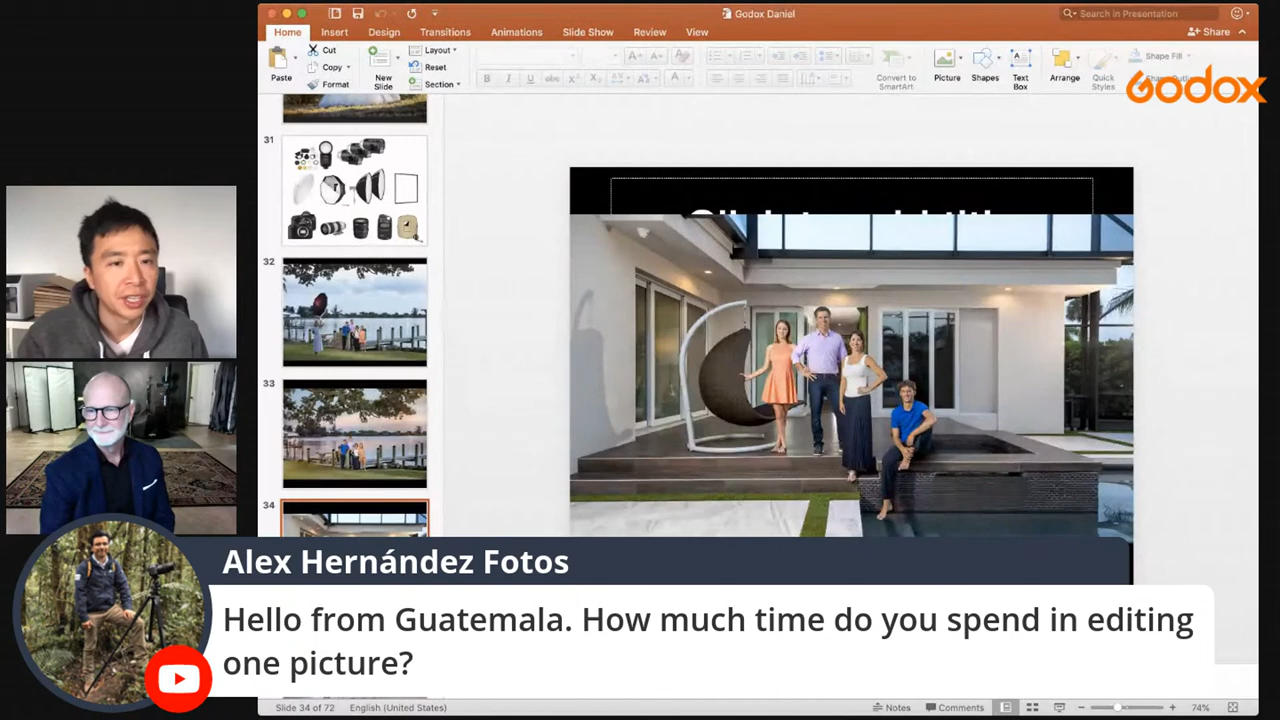 Godox Daniel
Search in Presentation
Home Insert Design Transitions Animations Slide Show Review View
Share
Paste
Cut
Copy
Format
New Slide
Layout
Reset
Section
B I U abc X² X₂
Convert to SmartArt
Picture
Shapes
Text Box
Arrange
Quick Styles
Shape Fill
Godox
31
32
33
34
Alex Hernández Fotos
Hello from Guatemala. How much time do you spend in editing
one picture?
Slide 34 of 72
English (United States)
Notes
Comments
74%